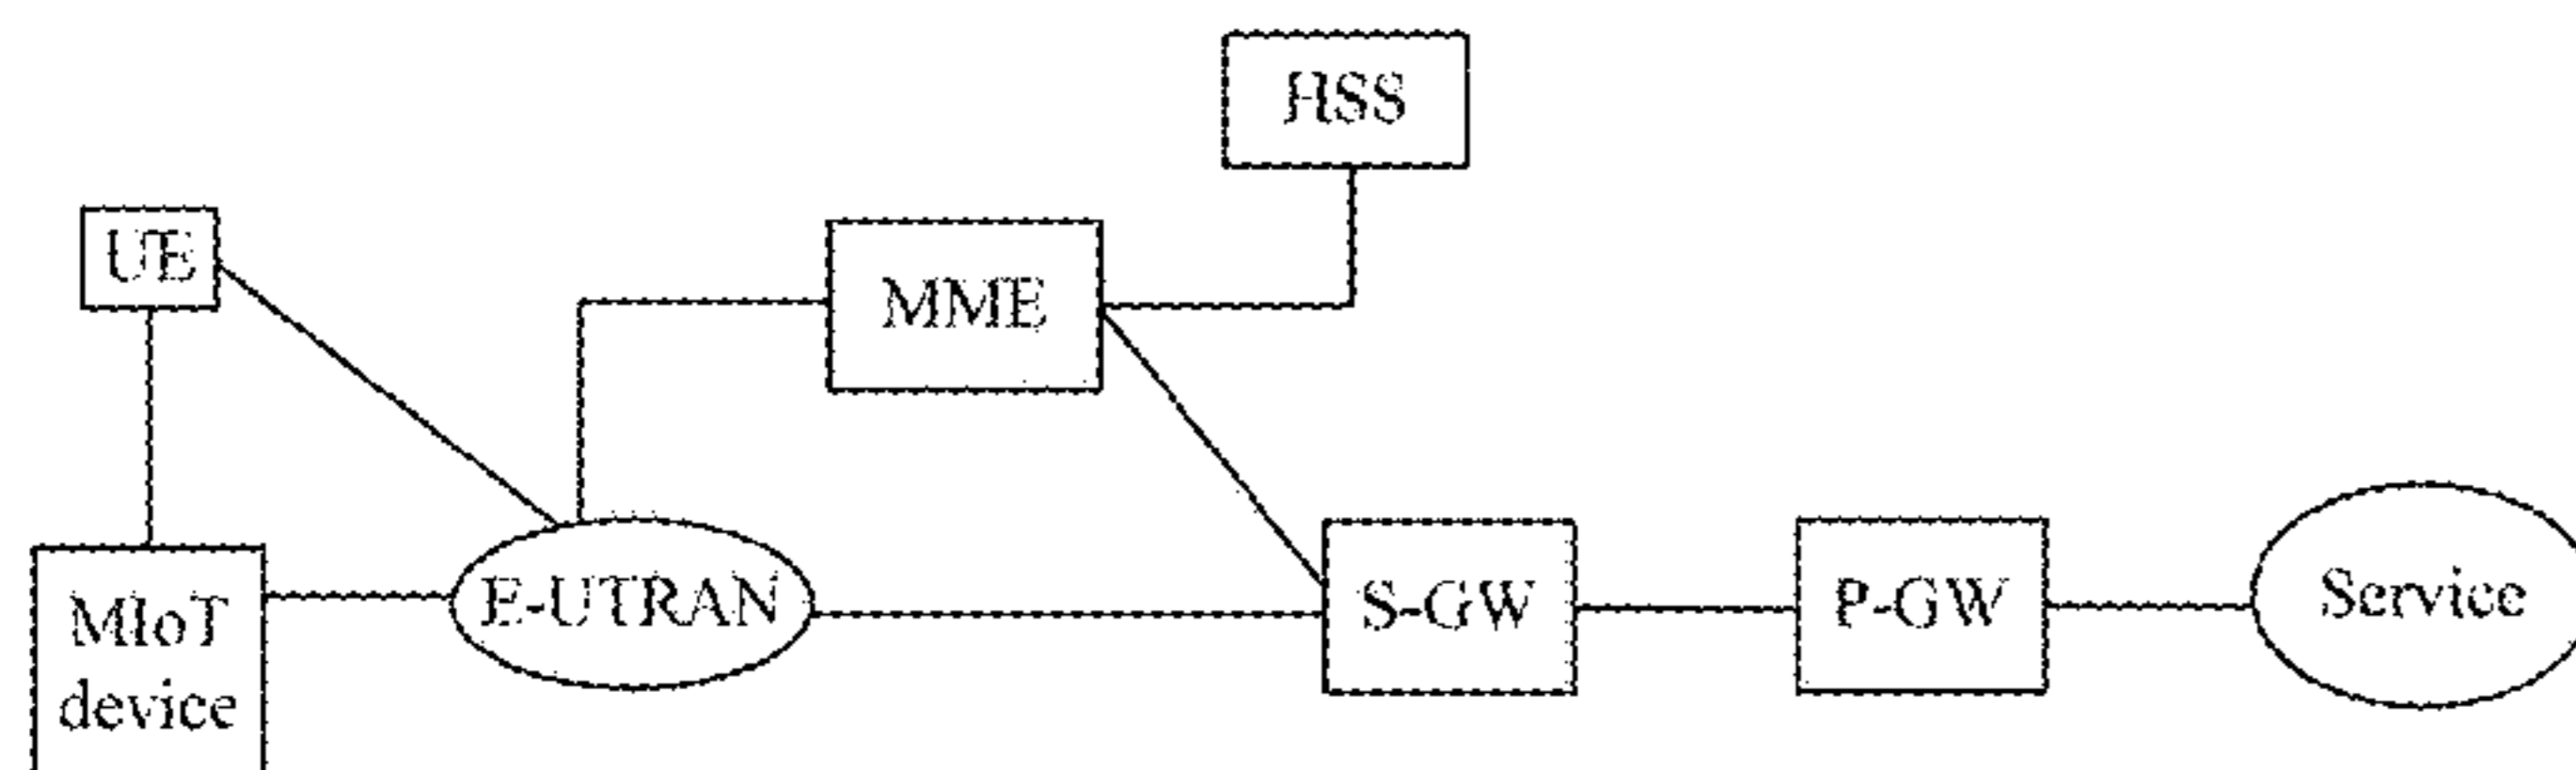 HSS
UE
MME
MIoT
device
E-UTRAN
S-GW
P-GW
Service